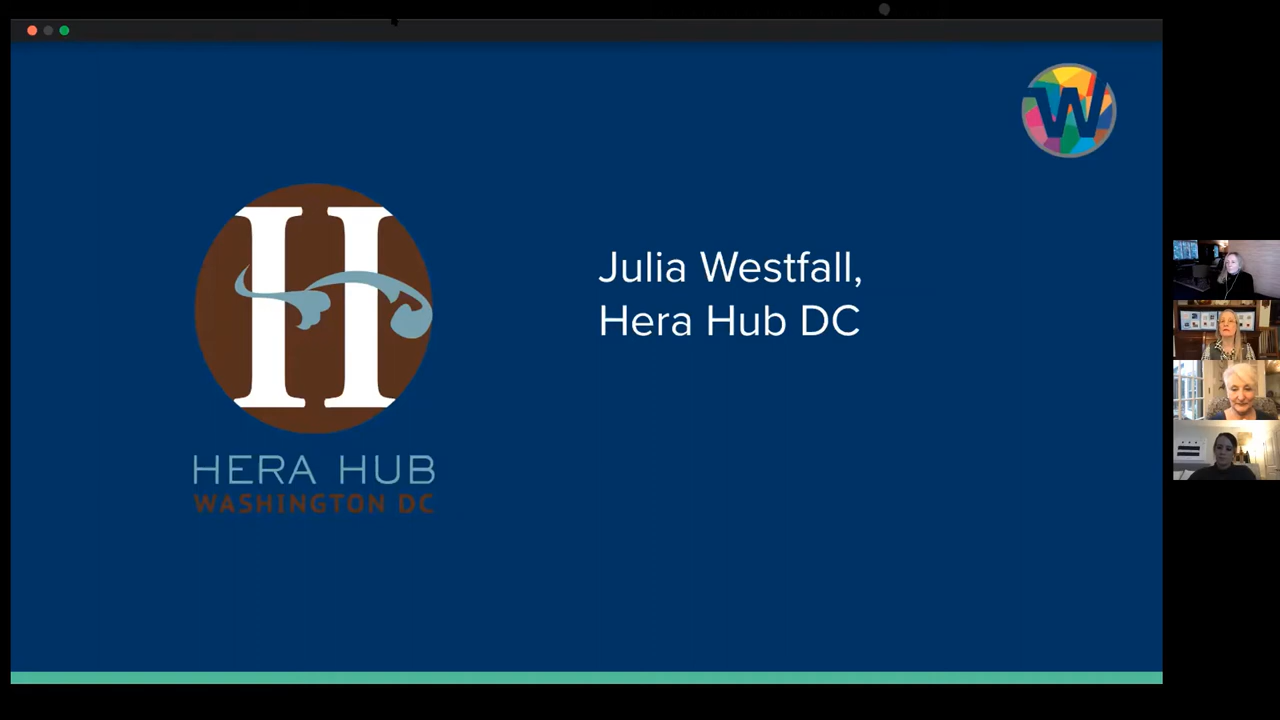 W
H
HERA HUB
WASHINGTON DC
Julia Westfall,
Hera Hub DC